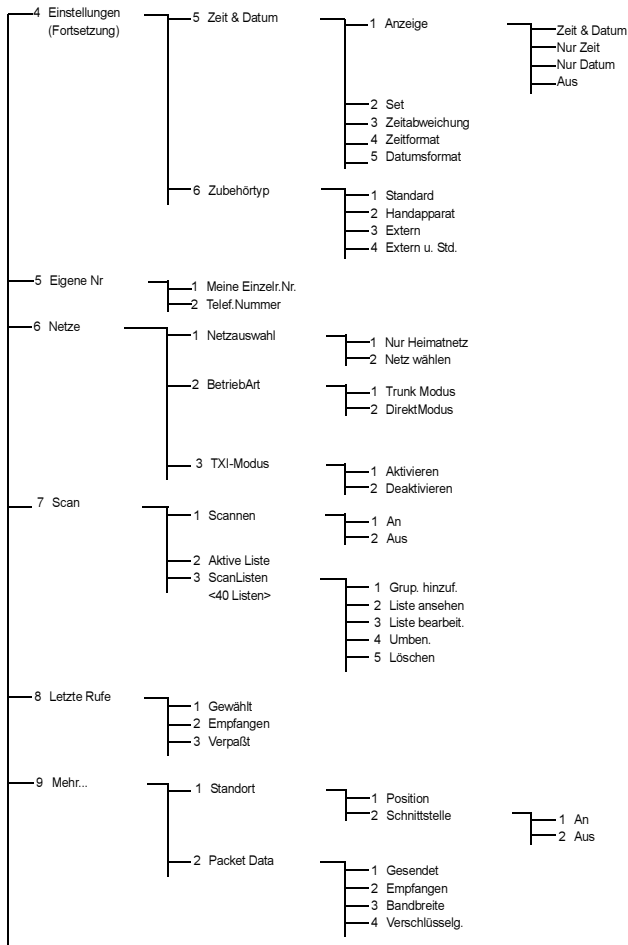 4 Einstellungen
(Fortsetzung)
5 Zeit & Datum
1 Anzeige
Zeit & Datum
Nur Zeit
Nur Datum
Aus
2 Set
3 Zeitabweichung
4 Zeitformat
5 Datumsformat
6 Zubehörtyp
1 Standard
2 Handapparat
3 Extern
4 Extern u. Std.
5 Eigene Nr
1 Meine Einzelr.Nr.
2 Telef.Nummer
6 Netze
1 Netzauswahl
1 Nur Heimatnetz
2 Netz wählen
2 BetriebArt
1 Trunk Modus
2 DirektModus
3 TXI-Modus
1 Aktivieren
2 Deaktivieren
7 Scan
1 Scannen
1 An
2 Aus
2 Aktive Liste
3 ScanListen
<40 Listen>
1 Grup. hinzuf.
2 Liste ansehen
3 Liste bearbeit.
4 Umben.
5 Löschen
8 Letzte Rufe
1 Gewählt
2 Empfangen
3 Verpaßt
9 Mehr...
1 Standort
1 Position
2 Schnittstelle
1 An
2 Aus
2 Packet Data
1 Gesendet
2 Empfangen
3 Bandbreite
4 Verschlüsselg.